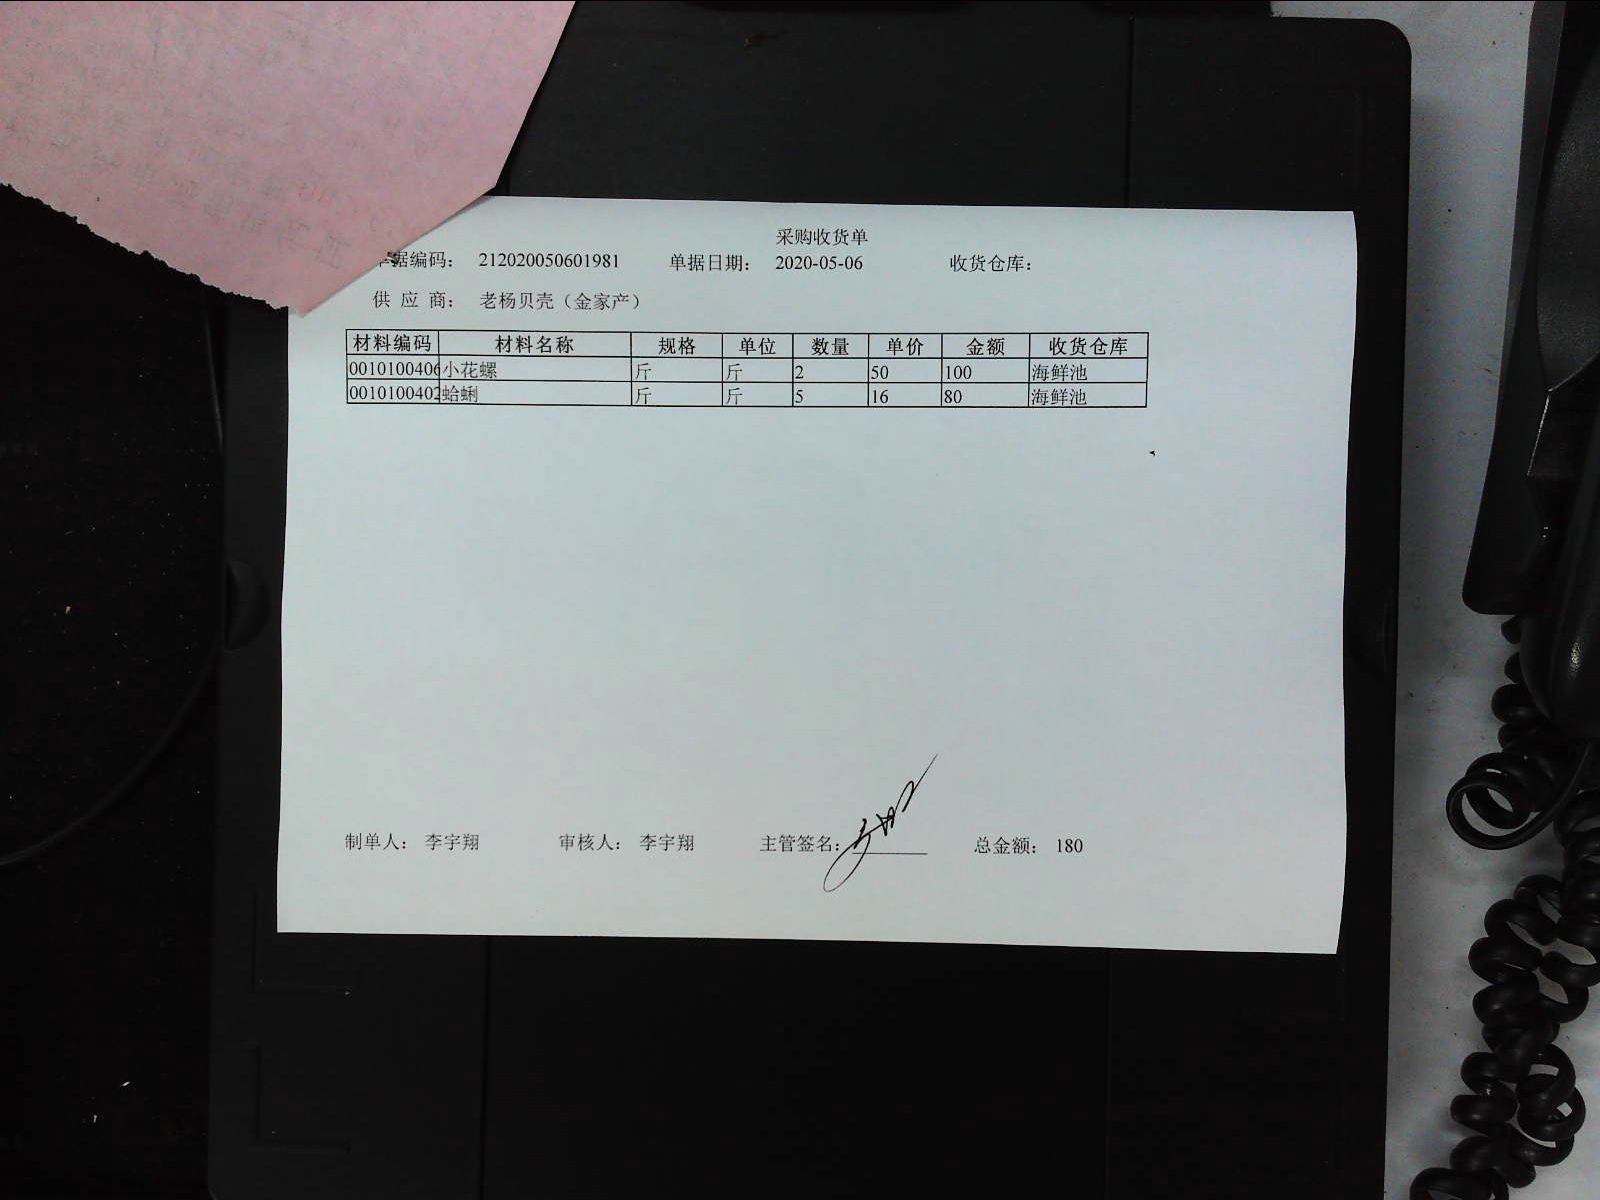 采购收货单
单据编码: 212020050601981 单据日期: 2020-05-06 收货仓库:
供 应 商: 老杨贝壳（金家产）
材料编码 材料名称 规格 单位 数量 单价 金额 收货仓库
0010100406 小花螺 斤 斤 2 50 100 海鲜池
0010100402 蛤蜊 斤 斤 5 16 80 海鲜池
制单人: 李宇翔 审核人: 李宇翔 主管签名: 总金额: 180